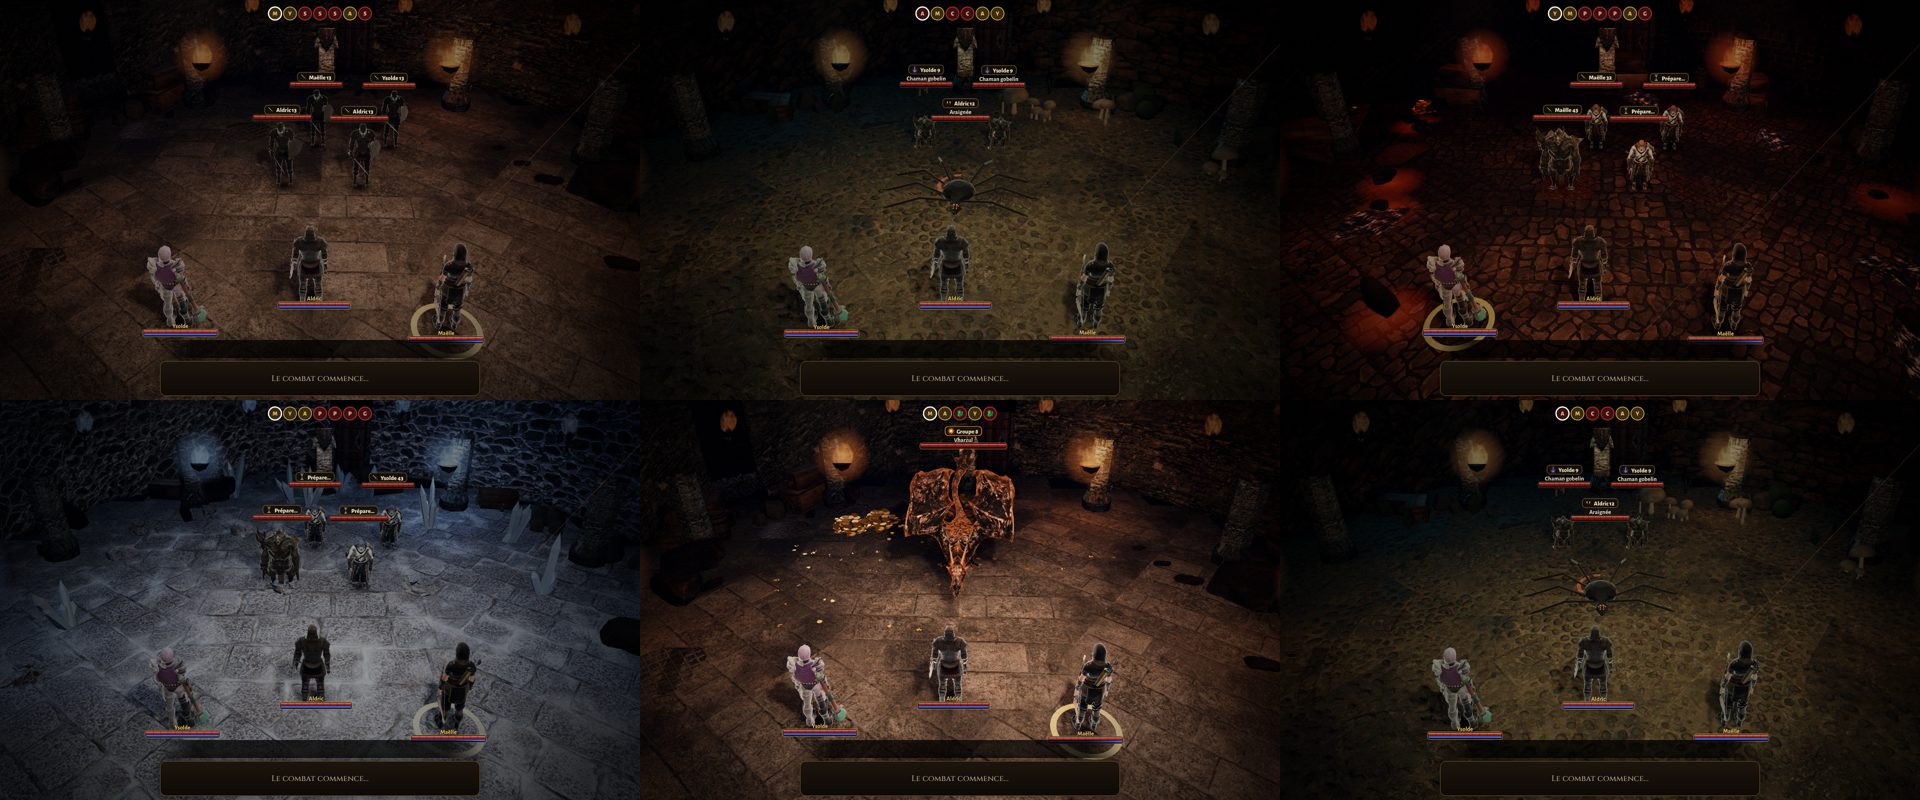 M Y S S S A S
Maëlle 13
Ysolde 13
Aldric 13
Aldric 13
Ysolde
Aldric
Maëlle
Le combat commence...
A M C C A Y
Ysolde 9
Chaman gobelin
Ysolde 9
Chaman gobelin
Aldric 12
Araignée
Ysolde
Aldric
Maëlle
Le combat commence...
Y M P P P A G
Maëlle 32
Prépare...
Maëlle 43
Prépare...
Ysolde
Aldric
Maëlle
Le combat commence...
M Y A P P P G
Prépare...
Ysolde 43
Prépare...
Prépare...
Ysolde
Aldric
Maëlle
Le combat commence...
M A Y
Groupe 8
Ysolde
Aldric
Maëlle
Le combat commence...
A M C C A Y
Ysolde 9
Chaman gobelin
Ysolde 9
Chaman gobelin
Aldric 12
Araignée
Ysolde
Aldric
Maëlle
Le combat commence...